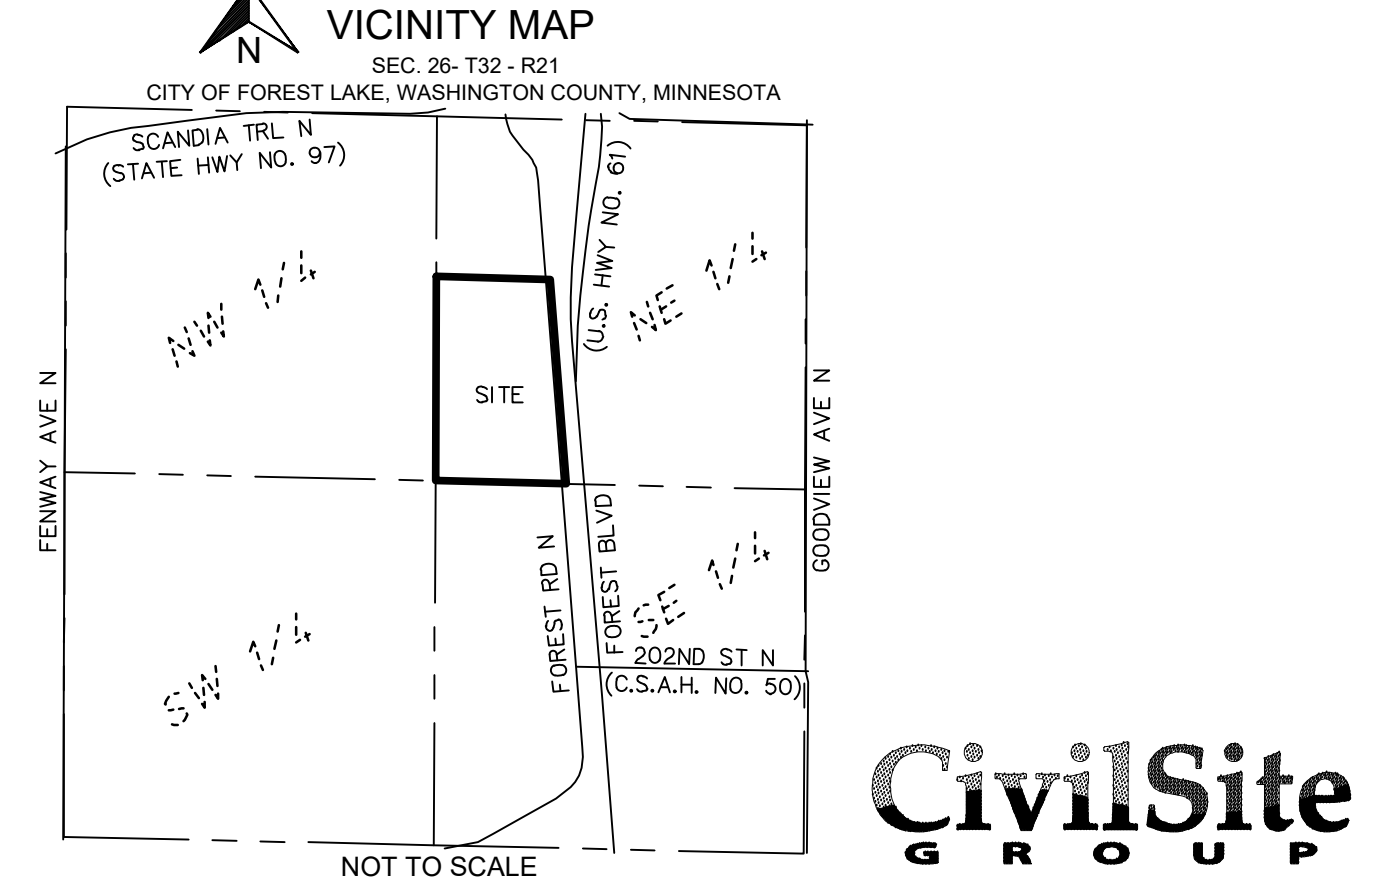 N
VICINITY MAP
SEC. 26- T32 - R21
CITY OF FOREST LAKE, WASHINGTON COUNTY, MINNESOTA
SCANDIA TRL N
(STATE HWY NO. 97)
(U.S. HWY NO. 61)
NW 1/4
NE 1/4
SITE
FENWAY AVE N
GOODVIEW AVE N
FOREST RD N
FOREST BLVD
SW 1/4
SE 1/4
202ND ST N
(C.S.A.H. NO. 50)
NOT TO SCALE
CivilSite
GROUP